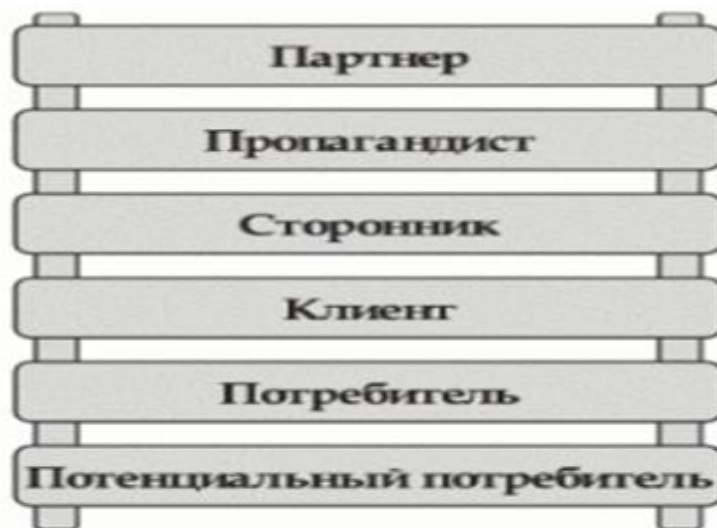 Партнер
Пропагандист
Сторонник
Клиент
Потребитель
Потенциальный потребитель